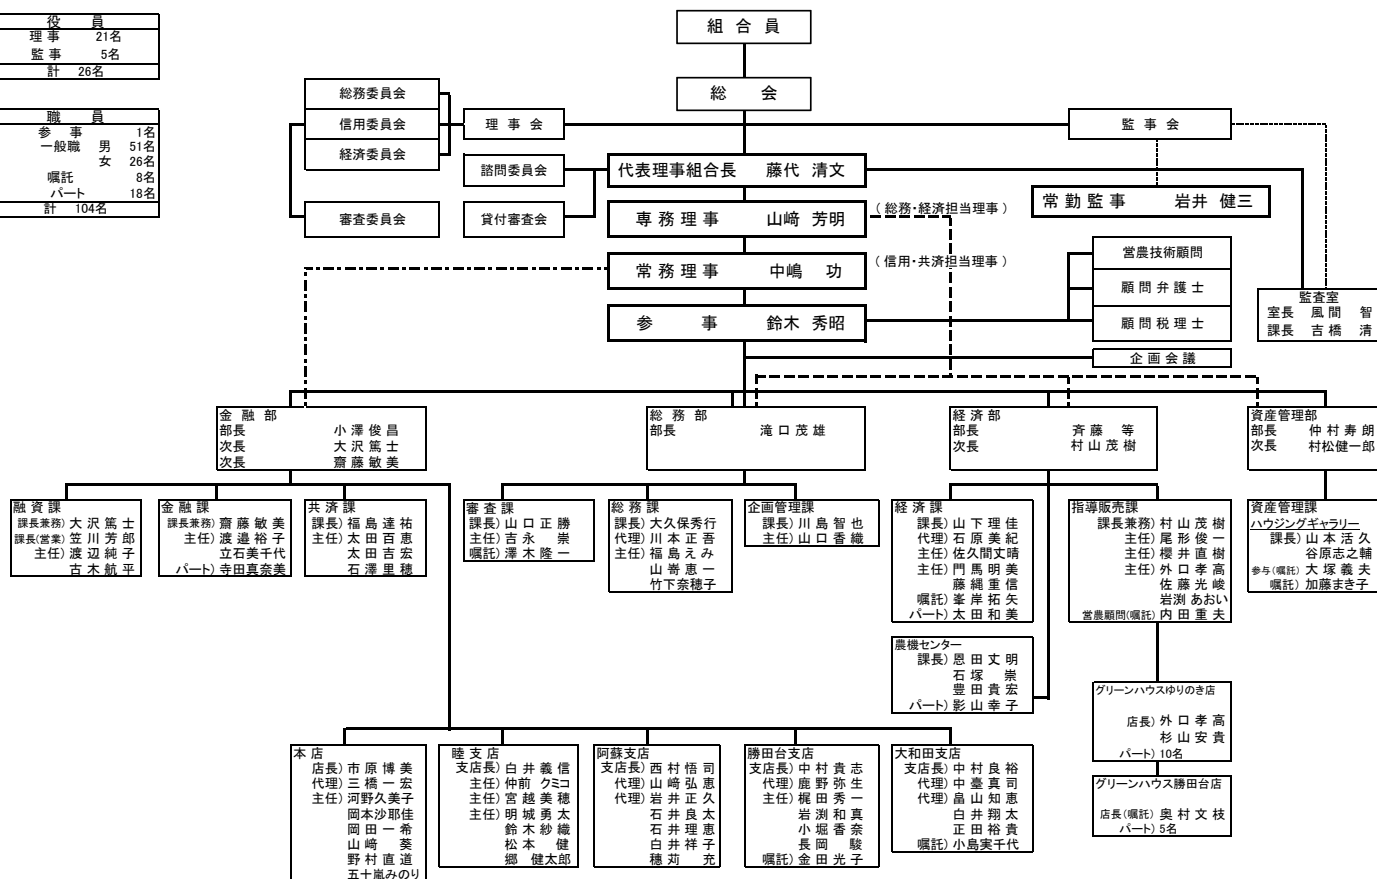 役 員
理 事 21名
監 事 5名
計 26名
職 員
参 事 1名
一般職 男 51名
女 26名
嘱託 8名
パート 18名
計 104名
組 合 員
総 会
総務委員会
信用委員会
経済委員会
審査委員会
理 事 会
監 事 会
諮問委員会
貸付審査会
代表理事組合長 藤代 清文
専 務 理 事 山﨑 芳明
（ 総務・経済担当理事 ）
常 務 理 事 中嶋 功
（ 信用・共済担当理事 ）
参 事 鈴木 秀昭
常 勤 監 事 岩井 健三
営農技術顧問
顧 問 弁 護 士
顧 問 税 理 士
企 画 会 議
監査室
室長 風 間 智
課長 吉 橋 清
金 融 部
部長 小 澤 俊 昌
次長 大 沢 篤 士
次長 齋 藤 敏 美
総 務 部
部長 滝 口 茂 雄
経 済 部
部長 斉 藤 等
次長 村 山 茂 樹
資産管理部
部長 仲 村 寿 朗
次長 村松健一郎
融 資 課
課長兼務） 大 沢 篤 士
課長（営業） 笠 川 芳 郎
主任） 渡 辺 純 子
古 木 航 平
金 融 課
課長兼務） 齋 藤 敏 美
主任） 渡 邉 裕 子
立石美千代
パート） 寺田真奈美
共 済 課
課長） 福 島 達 祐
主任） 太 田 百 恵
太 田 吉 宏
石 澤 里 穂
審 査 課
課長） 山 口 正 勝
主任） 吉 永 崇
嘱託） 澤 木 隆 一
総 務 課
課長） 大久保秀行
代理） 川 本 正 吾
主任） 福 島 え み
山 嵜 恵 一
竹下奈穂子
企画管理課
課長） 川 島 智 也
主任） 山 口 香 織
経 済 課
課長） 山 下 理 佳
代理） 石 原 美 紀
主任） 佐久間丈晴
主任） 門 馬 明 美
藤 縄 重 信
嘱託） 峯 岸 拓 矢
パート） 太 田 和 美
指導販売課
課長兼務） 村 山 茂 樹
主任） 尾 形 俊 一
主任） 櫻 井 直 樹
主任） 外 口 孝 高
佐 藤 光 峻
岩渕 あおい
営農顧問（嘱託） 内 田 重 夫
資産管理課
ハウジングギャラリー
課長） 山 本 活 久
谷原志之輔
参与（嘱託） 大 塚 義 夫
嘱託） 加藤まき子
農機センター
課長） 恩 田 丈 明
石 塚 崇
豊 田 貴 宏
パート） 影 山 幸 子
グリーンハウスゆりのき店
店長） 外 口 孝 高
杉 山 安 貴
パート） 10名
グリーンハウス勝田台店
店長（嘱託） 奥 村 文 枝
パート） 5名
本 店
店長） 市 原 博 美
代理） 三 橋 一 宏
主任） 河野久美子
岡本沙耶佳
岡 田 一 希
山 﨑 葵
野 村 直 道
五十嵐みのり
睦 支 店
支店長） 白 井 義 信
主任） 仲前 クミコ
主任） 宮 越 美 穂
主任） 明 城 勇 太
鈴 木 紗 織
松 本 健
郷 健太郎
阿蘇支店
支店長） 西 村 悟 司
代理） 山 﨑 弘 恵
代理） 岩 井 正 久
石 井 良 太
石 井 理 恵
白 井 祥 子
穂 苅 充
勝田台支店
支店長） 中 村 貴 志
代理） 鹿 野 弥 生
主任） 梶 田 秀 一
岩 渕 和 真
小 堀 香 奈
長 岡 駿
嘱託） 金 田 光 子
大和田支店
支店長） 中 村 良 裕
代理） 中 臺 真 司
代理） 畠 山 知 恵
白 井 翔 太
正 田 裕 貴
嘱託） 小島実千代